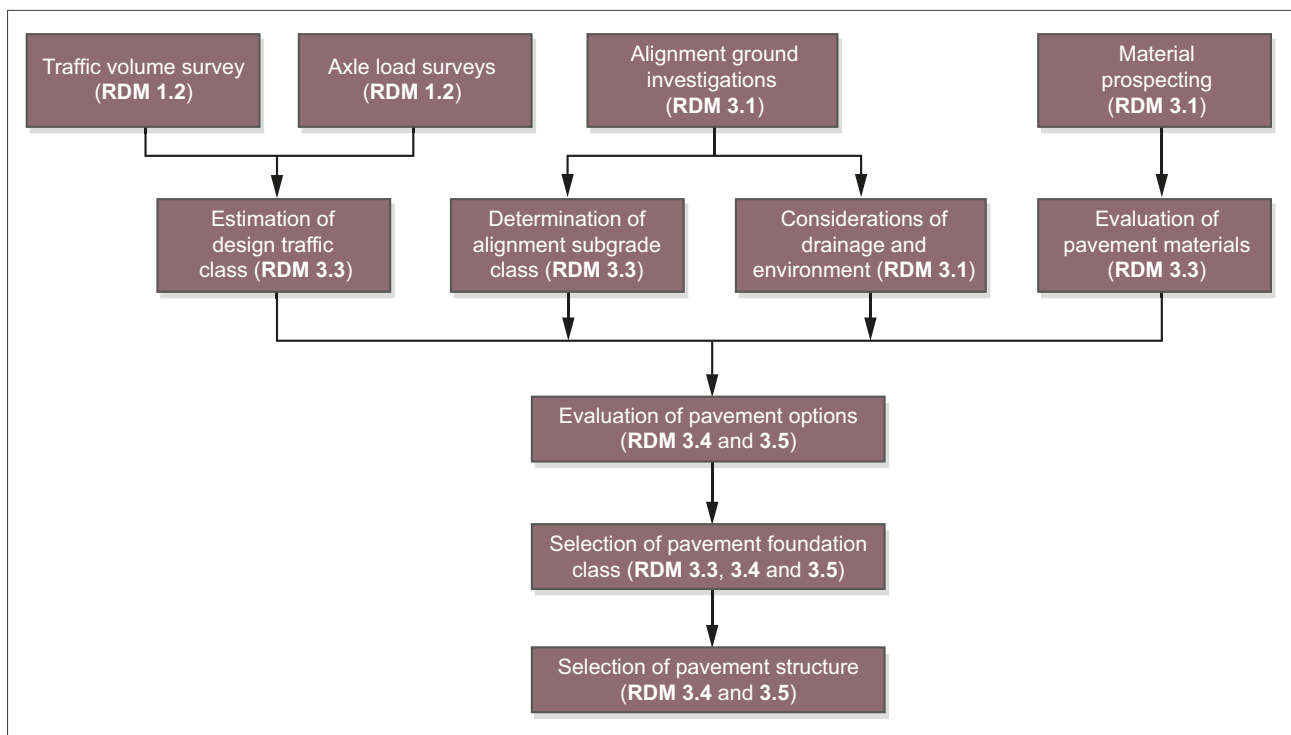 Traffic volume survey
(RDM 1.2)
Axle load surveys
(RDM 1.2)
Alignment ground
investigations
(RDM 3.1)
Material
prospecting
(RDM 3.1)
Estimation of
design traffic
class (RDM 3.3)
Determination of
alignment subgrade
class (RDM 3.3)
Considerations of
drainage and
environment (RDM 3.1)
Evaluation of
pavement materials
(RDM 3.3)
Evaluation of pavement options
(RDM 3.4 and 3.5)
Selection of pavement foundation
class (RDM 3.3, 3.4 and 3.5)
Selection of pavement structure
(RDM 3.4 and 3.5)